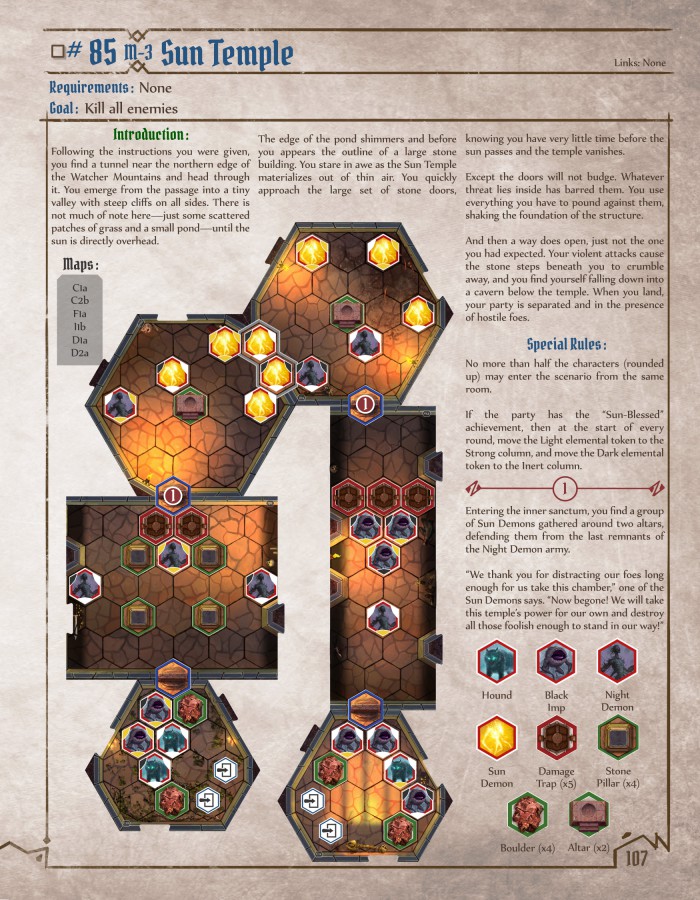 # 85 M-3 Sun Temple
Links: None
Requirements: None
Goal: Kill all enemies
Introduction:
Following the instructions you were given,
you find a tunnel near the northern edge of
the Watcher Mountains and head through
it. You emerge from the passage into a tiny
valley with steep cliffs on all sides. There is
not much of note here—just some scattered
patches of grass and a small pond—until the
sun is directly overhead.
The edge of the pond shimmers and before
you appears the outline of a large stone
building. You stare in awe as the Sun Temple
materializes out of thin air. You quickly
approach the large set of stone doors,
knowing you have very little time before the
sun passes and the temple vanishes.
Except the doors will not budge. Whatever
threat lies inside has barred them. You use
everything you have to pound against them,
shaking the foundation of the structure.
And then a way does open, just not the one
you had expected. Your violent attacks cause
the stone steps beneath you to crumble
away, and you find yourself falling down into
a cavern below the temple. When you land,
your party is separated and in the presence
of hostile foes.
Maps:
C1a
C2b
F1a
I1b
D1a
D2a
1
1
Special Rules:
No more than half the characters (rounded
up) may enter the scenario from the same
room.
If the party has the “Sun-Blessed”
achievement, then at the start of every
round, move the Light elemental token to the
Strong column, and move the Dark elemental
token to the Inert column.
1
Entering the inner sanctum, you find a group
of Sun Demons gathered around two altars,
defending them from the last remnants of
the Night Demon army.
“We thank you for distracting our foes long
enough for us take this chamber,” one of the
Sun Demons says. “Now begone! We will take
this temple’s power for our own and destroy
all those foolish enough to stand in our way!”
Hound
Black
Imp
Night
Demon
Sun
Demon
Damage
Trap (x5)
Stone
Pillar (x4)
Boulder (x4)
Altar (x2)
107